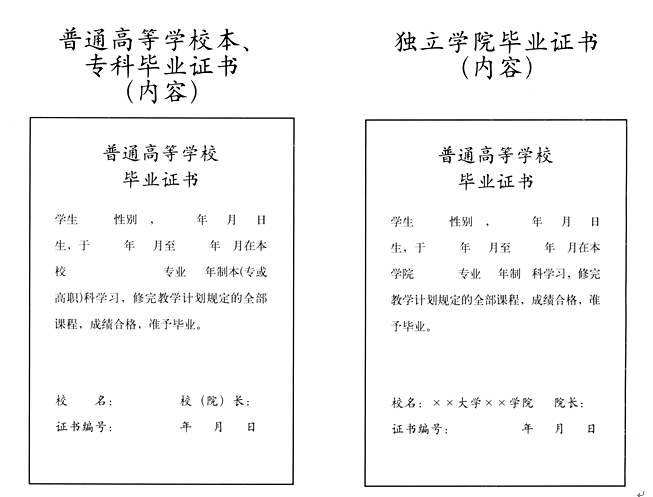 普通高等学校本、
专科毕业证书
（内容）
普通高等学校
毕业证书
学生 性别 ， 年 月 日
生，于 年 月至 年 月在本
校 专业 年制本(专或
高职)科学习，修完教学计划规定的全部
课程，成绩合格，准予毕业。
校 名： 校（院）长：
证书编号： 年 月 日
独立学院毕业证书
（内容）
普通高等学校
毕业证书
学生 性别 ， 年 月 日
生，于 年 月至 年 月在本
学院 专业 年制 科学习，修完
教学计划规定的全部课程，成绩合格，准
予毕业。
校名：××大学××学院 院长：
证书编号： 年 月 日